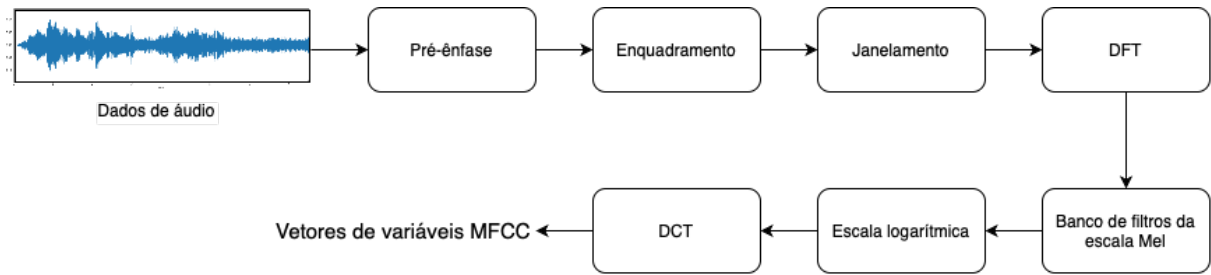 Dados de áudio
Pré-ênfase
Enquadramento
Janelamento
DFT
Banco de filtros da
escala Mel
Escala logarítmica
DCT
Vetores de variáveis MFCC